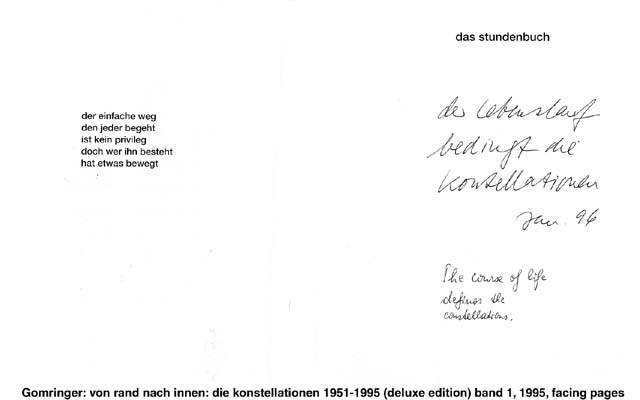 der einfache weg
den jeder begeht
ist kein privileg
doch wer ihn besteht
hat etwas bewegt
das stundenbuch
der Lebenslauf
bedingt die
Konstellationen
Jan. 96
The course of life
defines the
constellations.
Gomringer: von rand nach innen: die konstellationen 1951-1995 (deluxe edition) band 1, 1995, facing pages